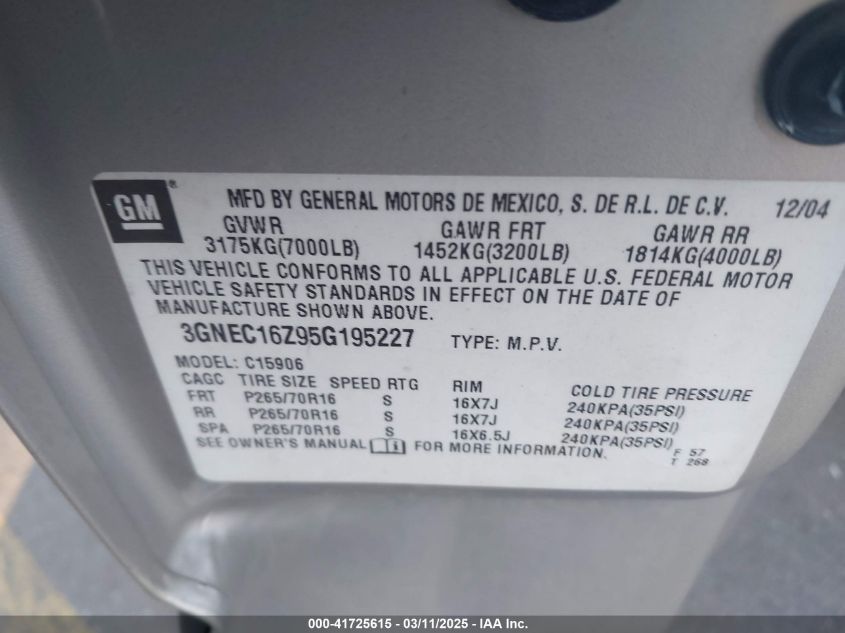 GM ® MFD BY GENERAL MOTORS DE MEXICO, S. DE R.L. DE C.V. 12/04
GVWR GAWR FRT GAWR RR
3175KG(7000LB) 1452KG(3200LB) 1814KG(4000LB)
THIS VEHICLE CONFORMS TO ALL APPLICABLE U.S. FEDERAL MOTOR
VEHICLE SAFETY STANDARDS IN EFFECT ON THE DATE OF
MANUFACTURE SHOWN ABOVE.
3GNEC16Z95G195227 TYPE: M.P.V.
MODEL: C15906
CAGC TIRE SIZE SPEED RTG RIM COLD TIRE PRESSURE
FRT P265/70R16 S 16X7J 240KPA(35PSI)
RR P265/70R16 S 16X7J 240KPA(35PSI)
SPA P265/70R16 S 16X6.5J 240KPA(35PSI)
SEE OWNER'S MANUAL FOR MORE INFORMATION. F 57
T 268
000-41725615 - 03/11/2025 - IAA Inc.